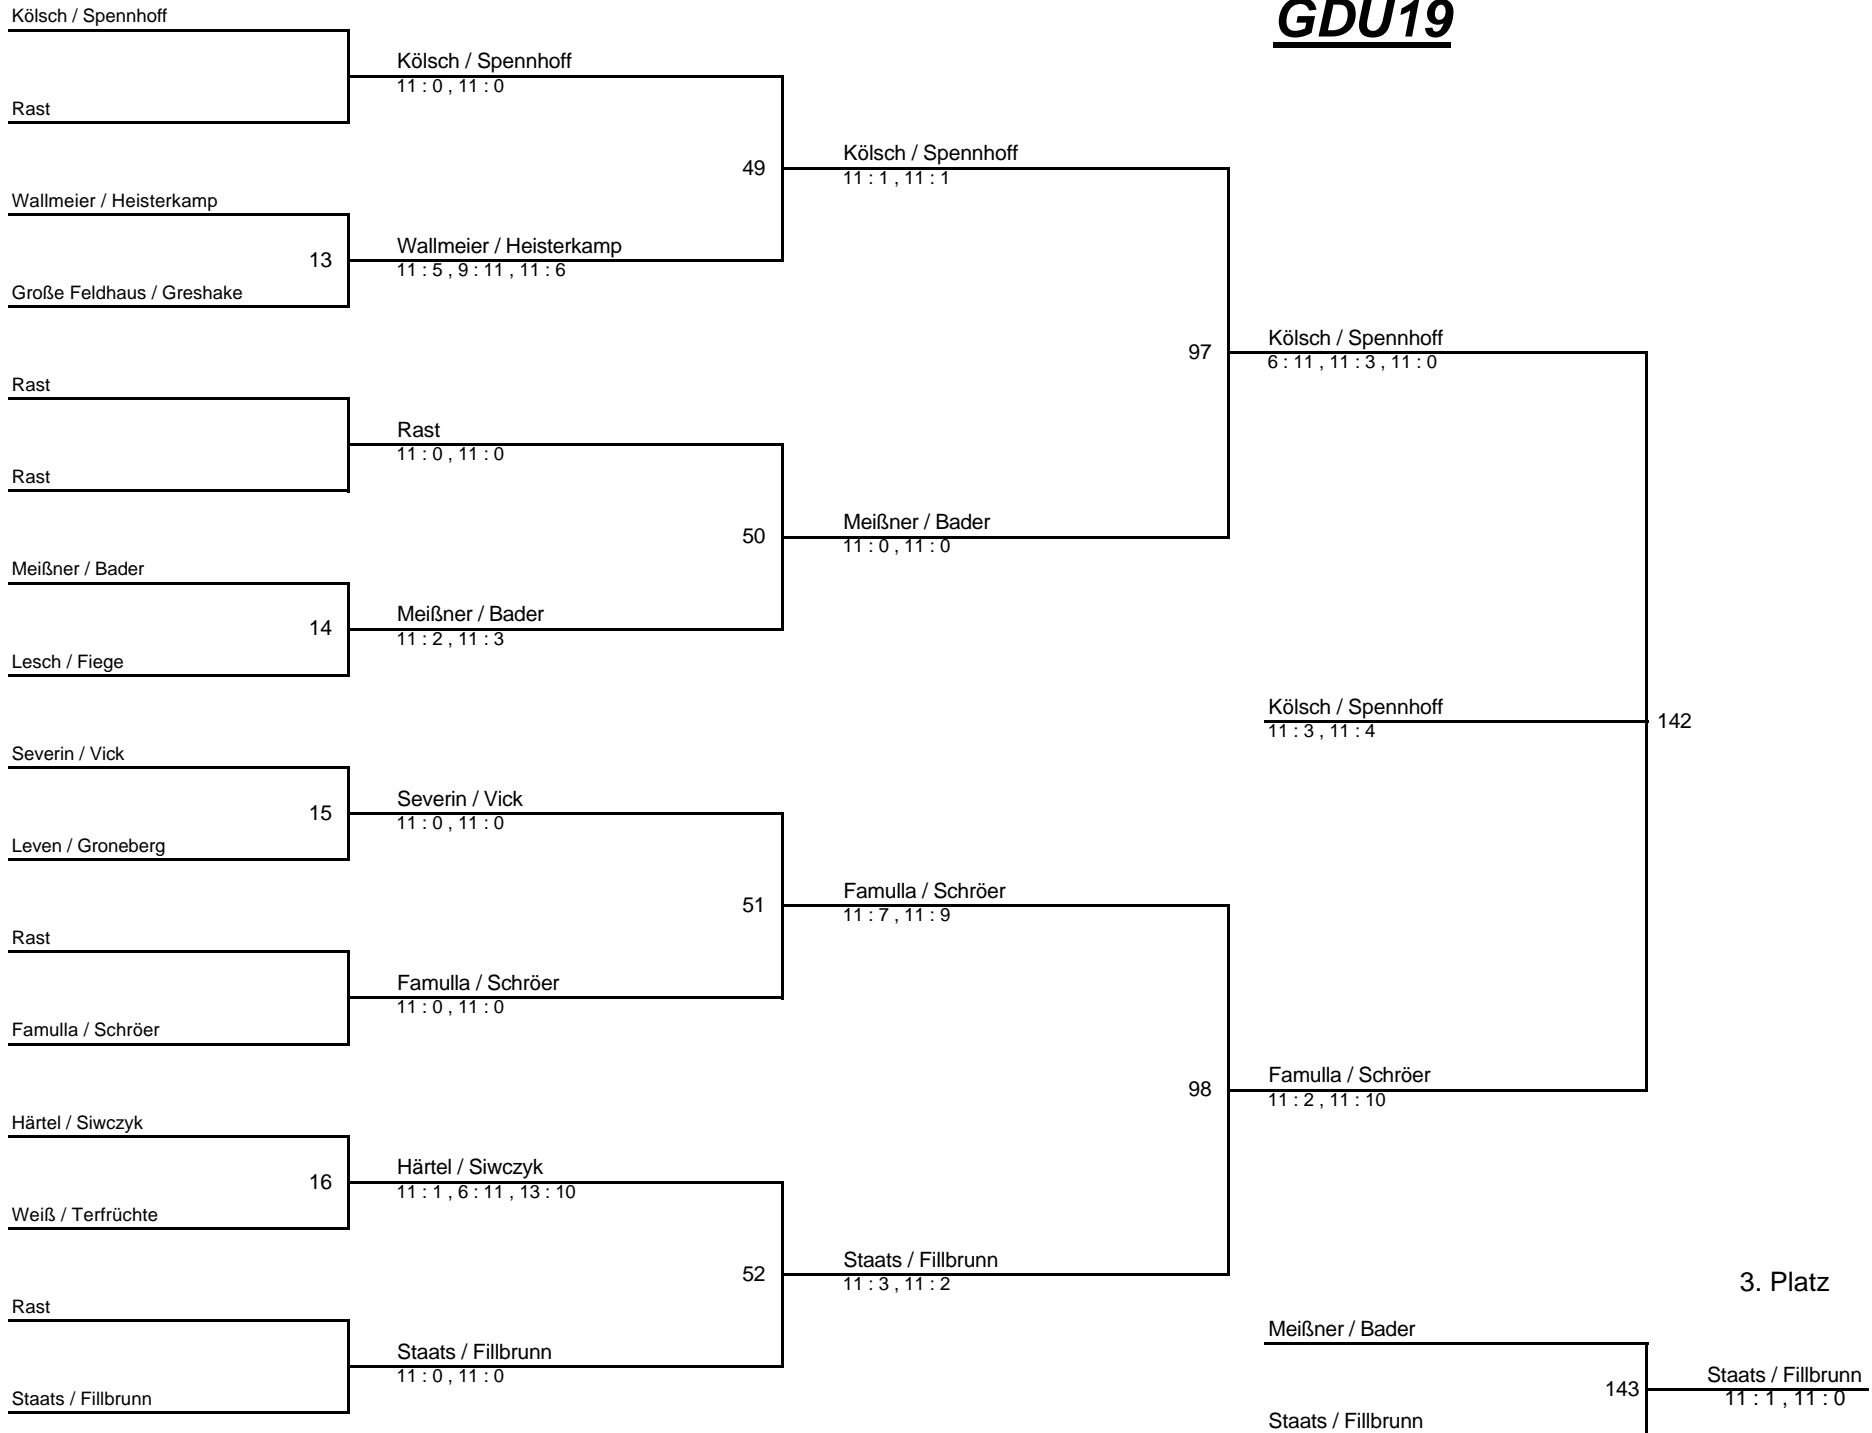 GDU19
Kölsch / Spennhoff
Rast
Kölsch / Spennhoff
11 : 0 , 11 : 0
Wallmeier / Heisterkamp
13
Große Feldhaus / Greshake
Wallmeier / Heisterkamp
11 : 5 , 9 : 11 , 11 : 6
49
Kölsch / Spennhoff
11 : 1 , 11 : 1
Rast
Rast
Rast
11 : 0 , 11 : 0
Meißner / Bader
14
Lesch / Fiege
Meißner / Bader
11 : 2 , 11 : 3
50
Meißner / Bader
11 : 0 , 11 : 0
97
Kölsch / Spennhoff
6 : 11 , 11 : 3 , 11 : 0
Kölsch / Spennhoff
11 : 3 , 11 : 4
142
Severin / Vick
15
Leven / Groneberg
Severin / Vick
11 : 0 , 11 : 0
Rast
Famulla / Schröer
Famulla / Schröer
11 : 0 , 11 : 0
51
Famulla / Schröer
11 : 7 , 11 : 9
Härtel / Siwczyk
16
Weiß / Terfrüchte
Härtel / Siwczyk
11 : 1 , 6 : 11 , 13 : 10
Rast
Staats / Fillbrunn
Staats / Fillbrunn
11 : 0 , 11 : 0
52
Staats / Fillbrunn
11 : 3 , 11 : 2
98
Famulla / Schröer
11 : 2 , 11 : 10
3. Platz
Meißner / Bader
143
Staats / Fillbrunn
Staats / Fillbrunn
11 : 1 , 11 : 0